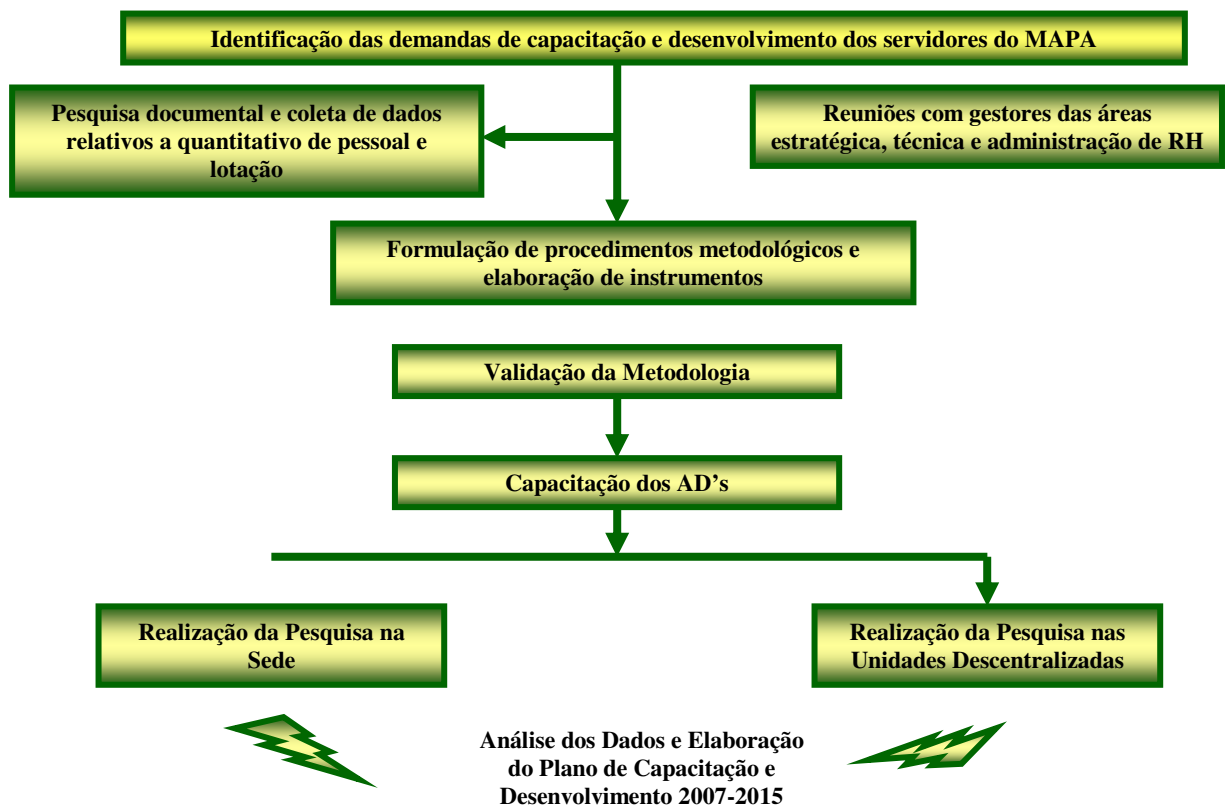 Identificação das demandas de capacitação e desenvolvimento dos servidores do MAPA
Pesquisa documental e coleta de dados
relativos a quantitativo de pessoal e
lotação
Reuniões com gestores das áreas
estratégica, técnica e administração de RH
Formulação de procedimentos metodológicos e
elaboração de instrumentos
Validação da Metodologia
Capacitação dos AD’s
Realização da Pesquisa na
Sede
Realização da Pesquisa nas
Unidades Descentralizadas
Análise dos Dados e Elaboração
do Plano de Capacitação e
Desenvolvimento 2007-2015